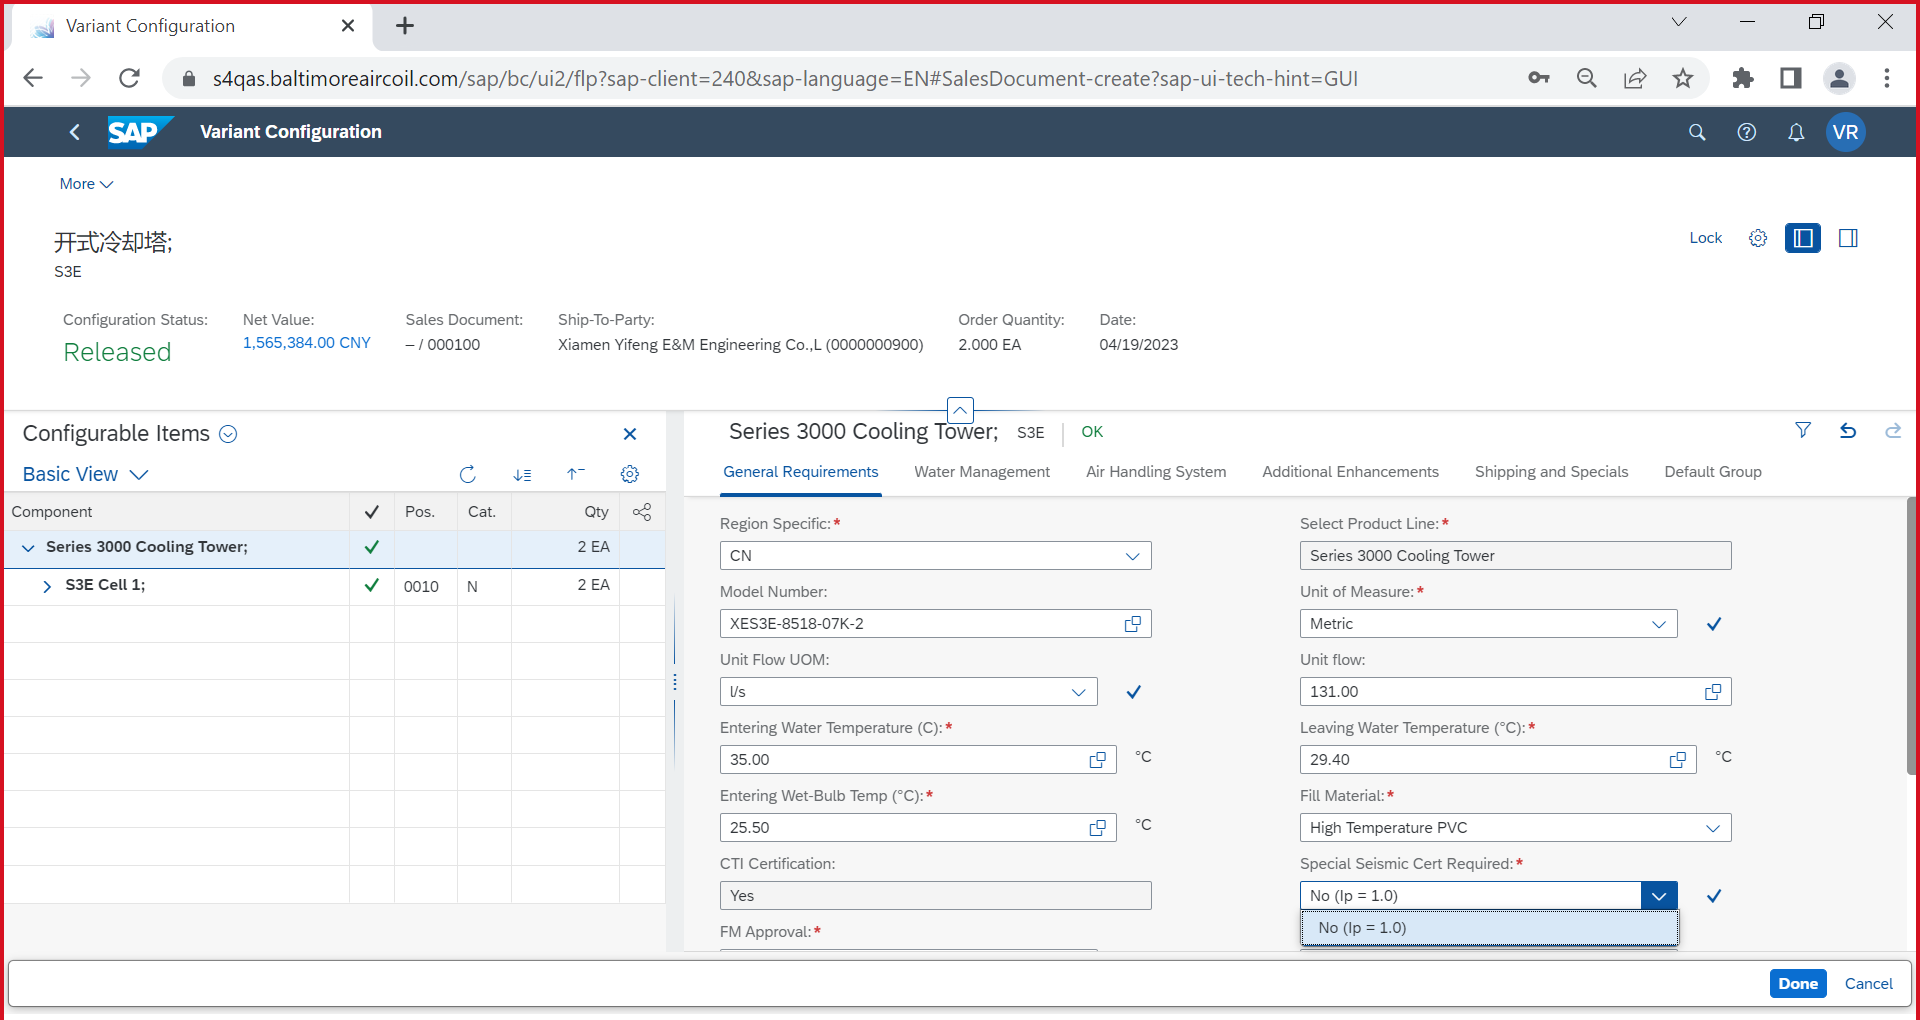 Variant Configuration
s4qas.baltimoreaircoil.com/sap/bc/ui2/flp?sap-client=240&sap-language=EN#SalesDocument-create?sap-ui-tech-hint=GUI
SAP Variant Configuration VR
More
开式冷却塔;
S3E
Lock
Configuration Status: Net Value: Sales Document: Ship-To-Party: Order Quantity: Date:
Released 1,565,384.00 CNY – / 000100 Xiamen Yifeng E&M Engineering Co.,L (0000000900) 2.000 EA 04/19/2023
Configurable Items
Basic View
Component Pos. Cat. Qty
Series 3000 Cooling Tower; 2 EA
S3E Cell 1; 0010 N 2 EA
Series 3000 Cooling Tower; S3E OK
General Requirements Water Management Air Handling System Additional Enhancements Shipping and Specials Default Group
Region Specific:* Select Product Line:*
CN Series 3000 Cooling Tower
Model Number: Unit of Measure:*
XES3E-8518-07K-2 Metric
Unit Flow UOM: Unit flow:
l/s 131.00
Entering Water Temperature (C):* Leaving Water Temperature (°C):*
35.00 °C 29.40 °C
Entering Wet-Bulb Temp (°C):* Fill Material:*
25.50 °C High Temperature PVC
CTI Certification: Special Seismic Cert Required:*
Yes No (Ip = 1.0)
FM Approval:* No (Ip = 1.0)
Done Cancel